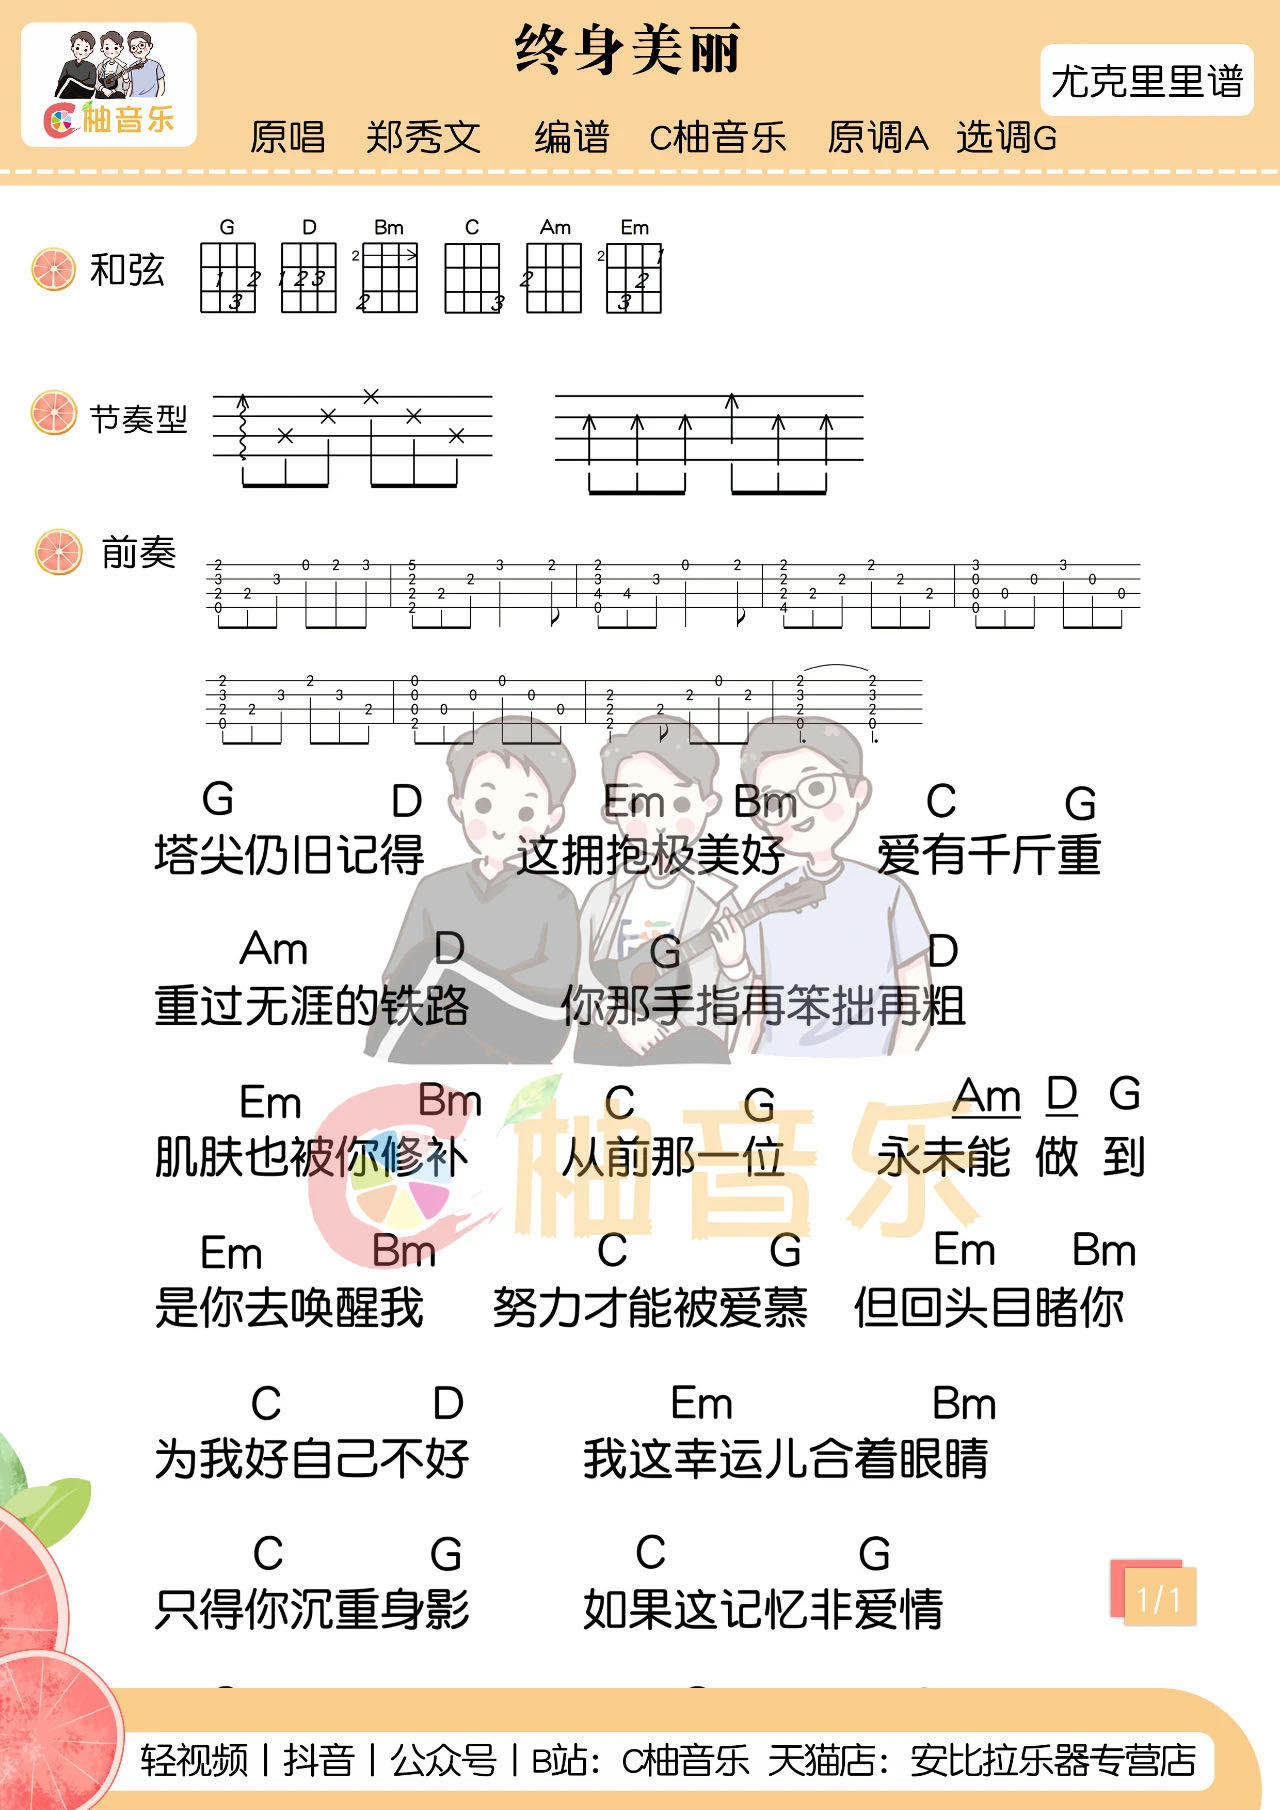 终身美丽
柚音乐
尤克里里谱
原唱 郑秀文 编谱 C柚音乐 原调A 选调G
和弦 G D Bm C Am Em
节奏型
前奏
G D Em Bm C G
塔尖仍旧记得 这拥抱极美好 爱有千斤重
Am D G D
重过无涯的铁路 你那手指再笨拙再粗
Em Bm C G Am D G
肌肤也被你修补 从前那一位 永未能 做 到
Em Bm C G Em Bm
是你去唤醒我 努力才能被爱慕 但回头目睹你
C D Em Bm
为我好自己不好 我这幸运儿合着眼睛
C G C G
只得你沉重身影 如果这记忆非爱情
柚音乐
1/1
轻视频丨抖音丨公众号丨B站：C柚音乐 天猫店：安比拉乐器专营店